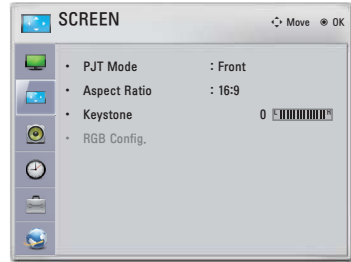 SCREEN
Move OK
• PJT Mode : Front
• Aspect Ratio : 16:9
• Keystone 0 L R
• RGB Config.